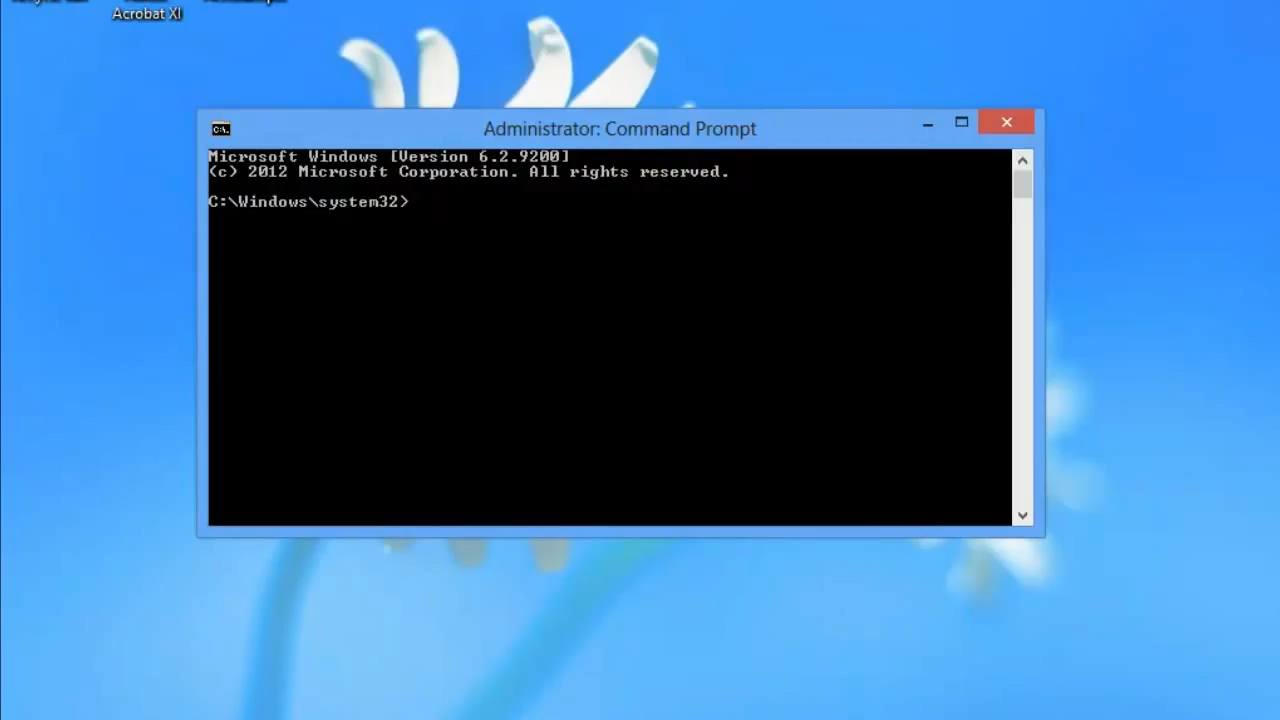 Acrobat XI
Administrator: Command Prompt
Microsoft Windows [Version 6.2.9200]
(c) 2012 Microsoft Corporation. All rights reserved.
C:\Windows\system32>